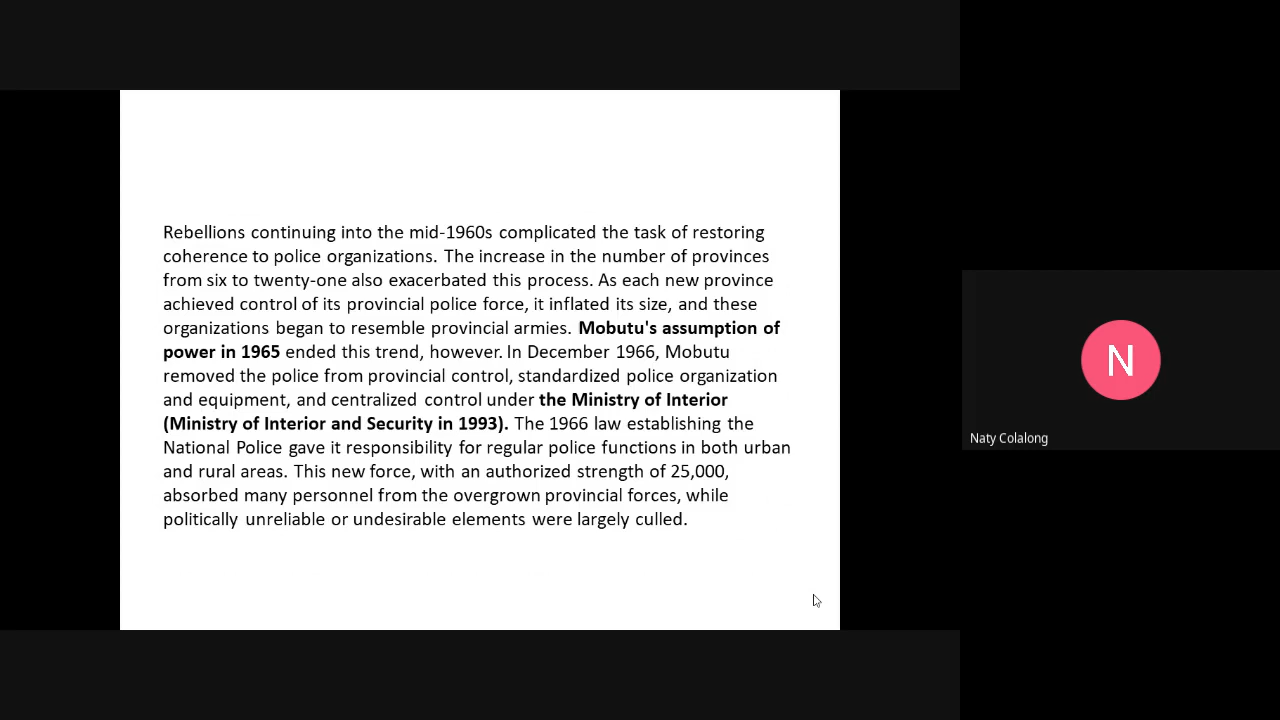 Rebellions continuing into the mid-1960s complicated the task of restoring
coherence to police organizations. The increase in the number of provinces
from six to twenty-one also exacerbated this process. As each new province
achieved control of its provincial police force, it inflated its size, and these
organizations began to resemble provincial armies. Mobutu's assumption of
power in 1965 ended this trend, however. In December 1966, Mobutu
removed the police from provincial control, standardized police organization
and equipment, and centralized control under the Ministry of Interior
(Ministry of Interior and Security in 1993). The 1966 law establishing the
National Police gave it responsibility for regular police functions in both urban
and rural areas. This new force, with an authorized strength of 25,000,
absorbed many personnel from the overgrown provincial forces, while
politically unreliable or undesirable elements were largely culled.
N
Naty Colalong